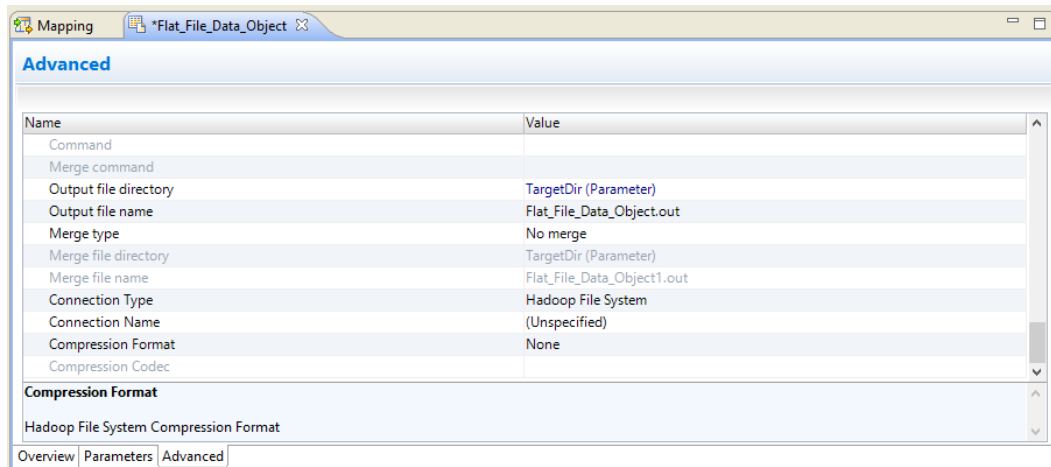 Mapping *Flat_File_Data_Object
Advanced
Name Value
Command
Merge command
Output file directory TargetDir (Parameter)
Output file name Flat_File_Data_Object.out
Merge type No merge
Merge file directory TargetDir (Parameter)
Merge file name Flat_File_Data_Object1.out
Connection Type Hadoop File System
Connection Name (Unspecified)
Compression Format None
Compression Codec
Compression Format
Hadoop File System Compression Format
Overview Parameters Advanced